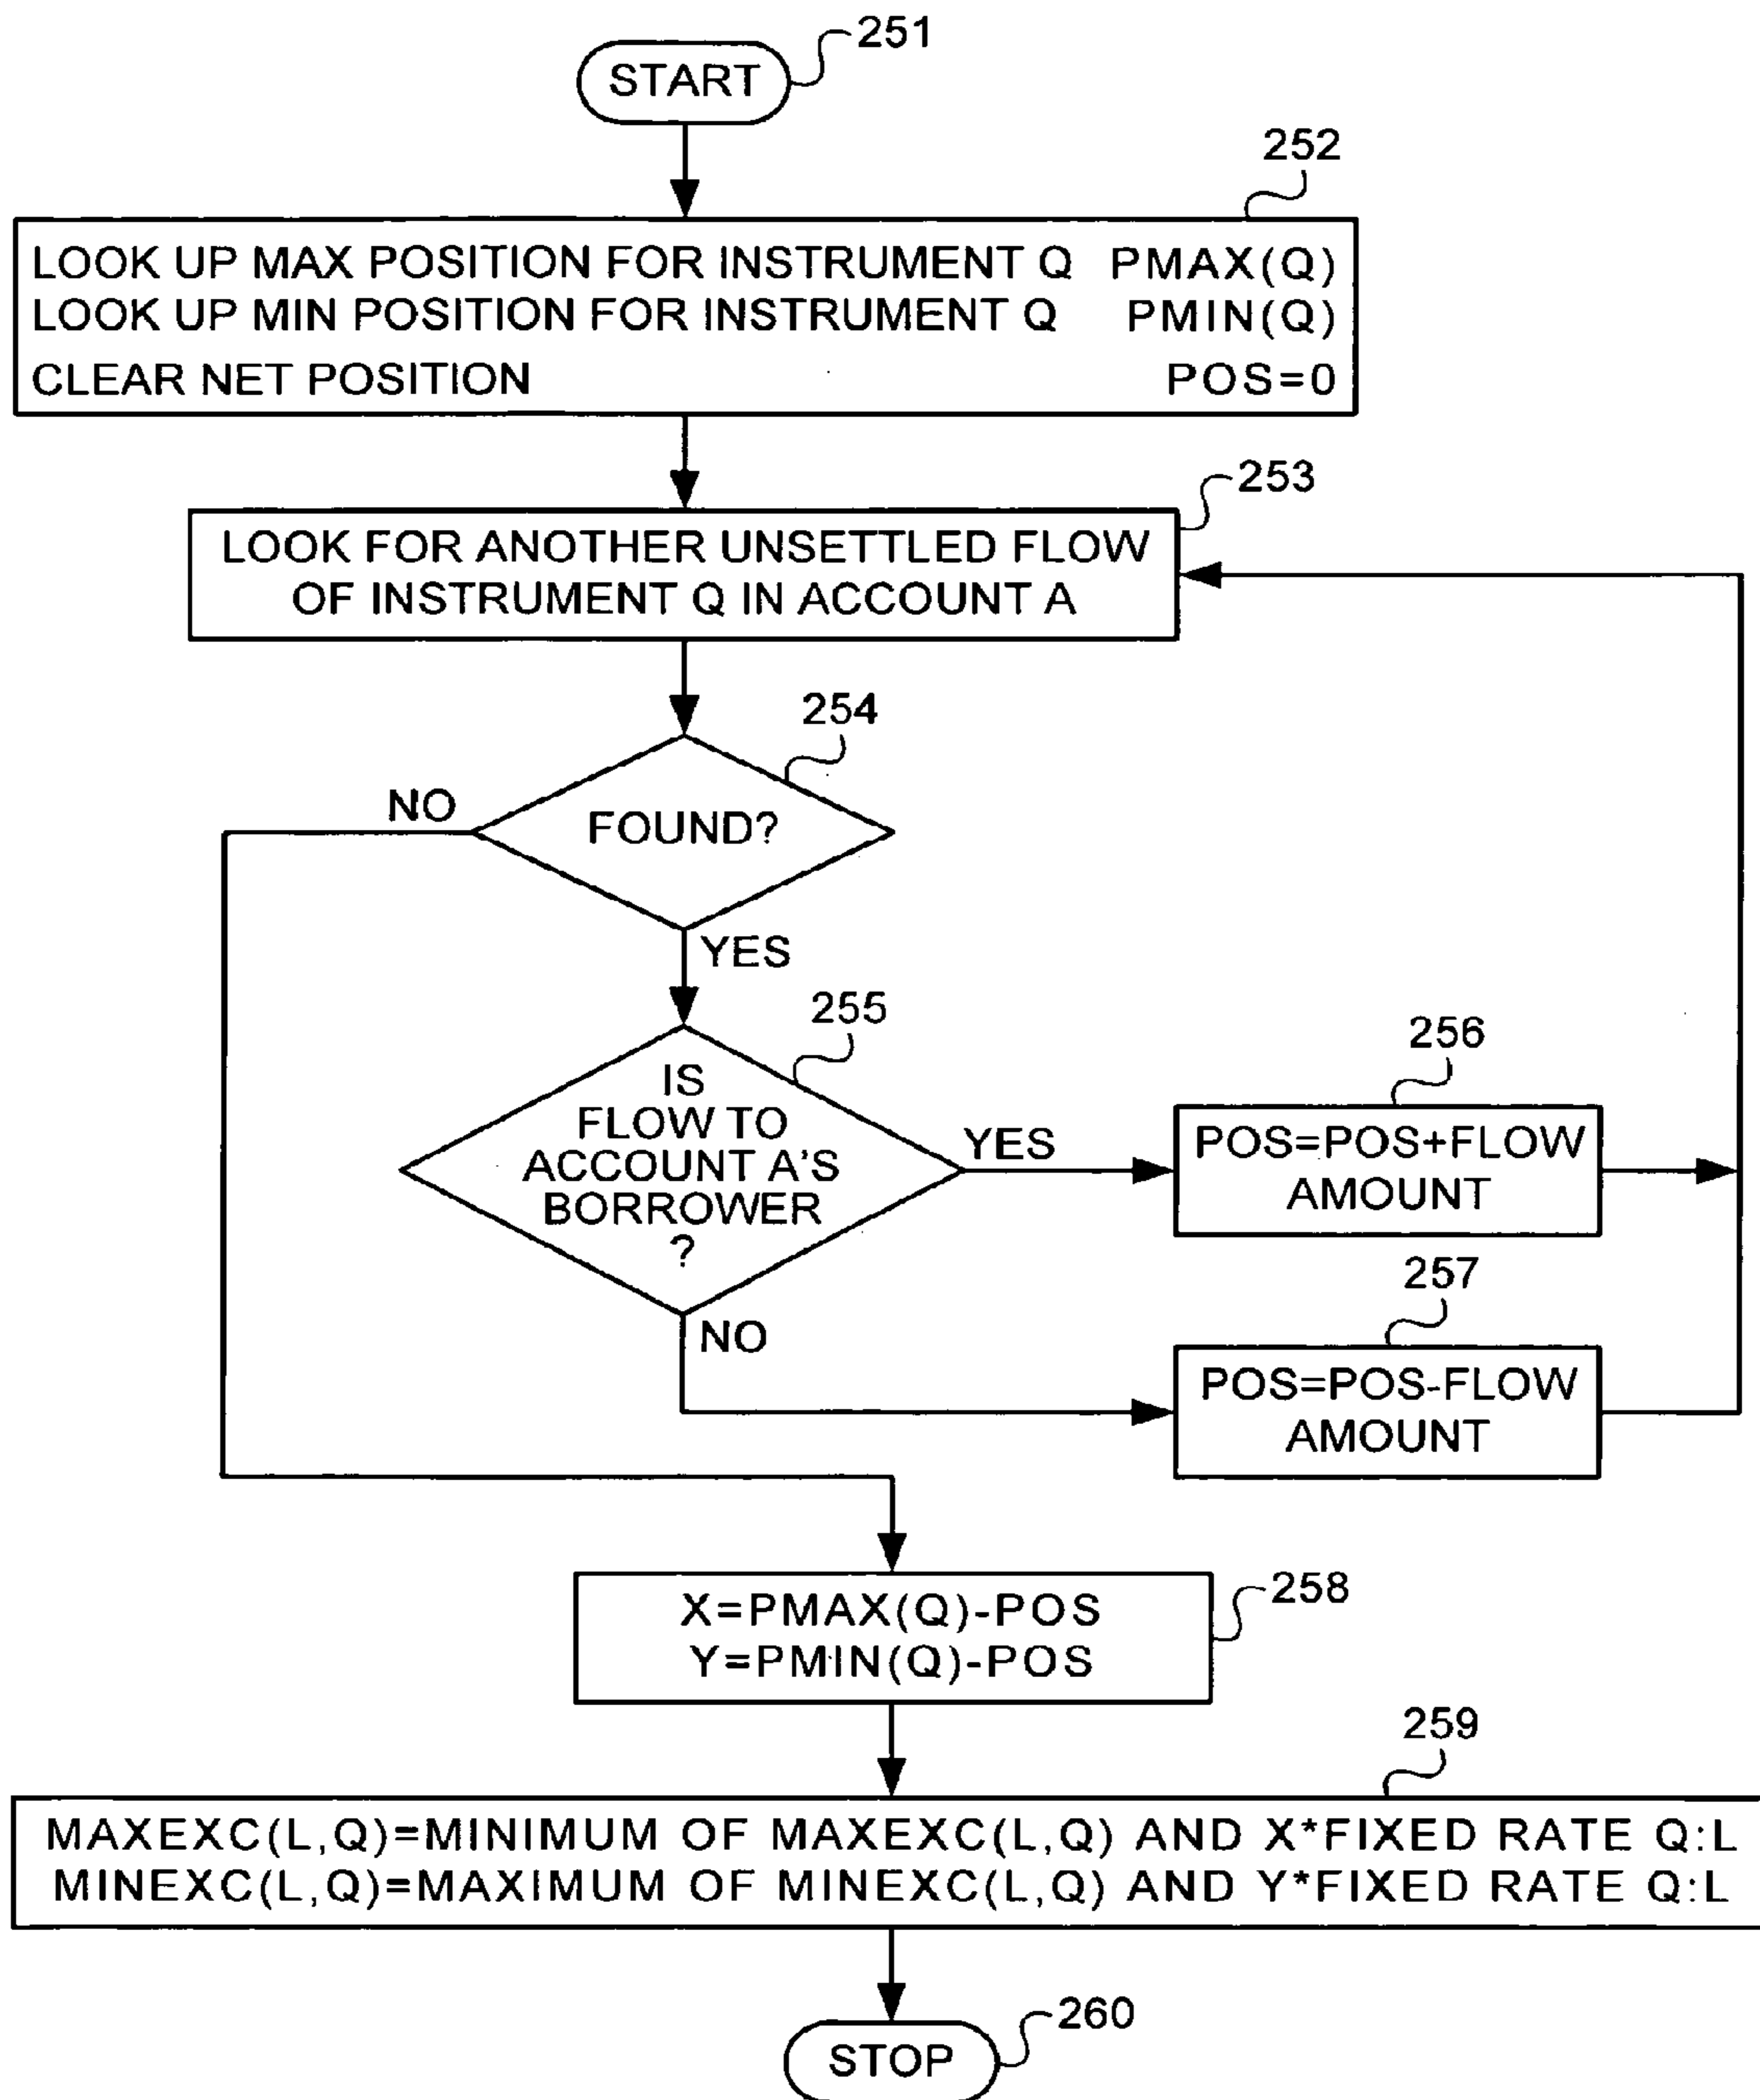 251
START
252
LOOK UP MAX POSITION FOR INSTRUMENT Q PMAX(Q)
LOOK UP MIN POSITION FOR INSTRUMENT Q PMIN(Q)
CLEAR NET POSITION POS=0
253
LOOK FOR ANOTHER UNSETTLED FLOW
OF INSTRUMENT Q IN ACCOUNT A
254
NO
FOUND?
YES
255
IS
FLOW TO
ACCOUNT A'S
BORROWER
?
YES
256
POS=POS+FLOW
AMOUNT
NO
257
POS=POS-FLOW
AMOUNT
258
X=PMAX(Q)-POS
Y=PMIN(Q)-POS
259
MAXEXC(L,Q)=MINIMUM OF MAXEXC(L,Q) AND X*FIXED RATE Q:L
MINEXC(L,Q)=MAXIMUM OF MINEXC(L,Q) AND Y*FIXED RATE Q:L
260
STOP